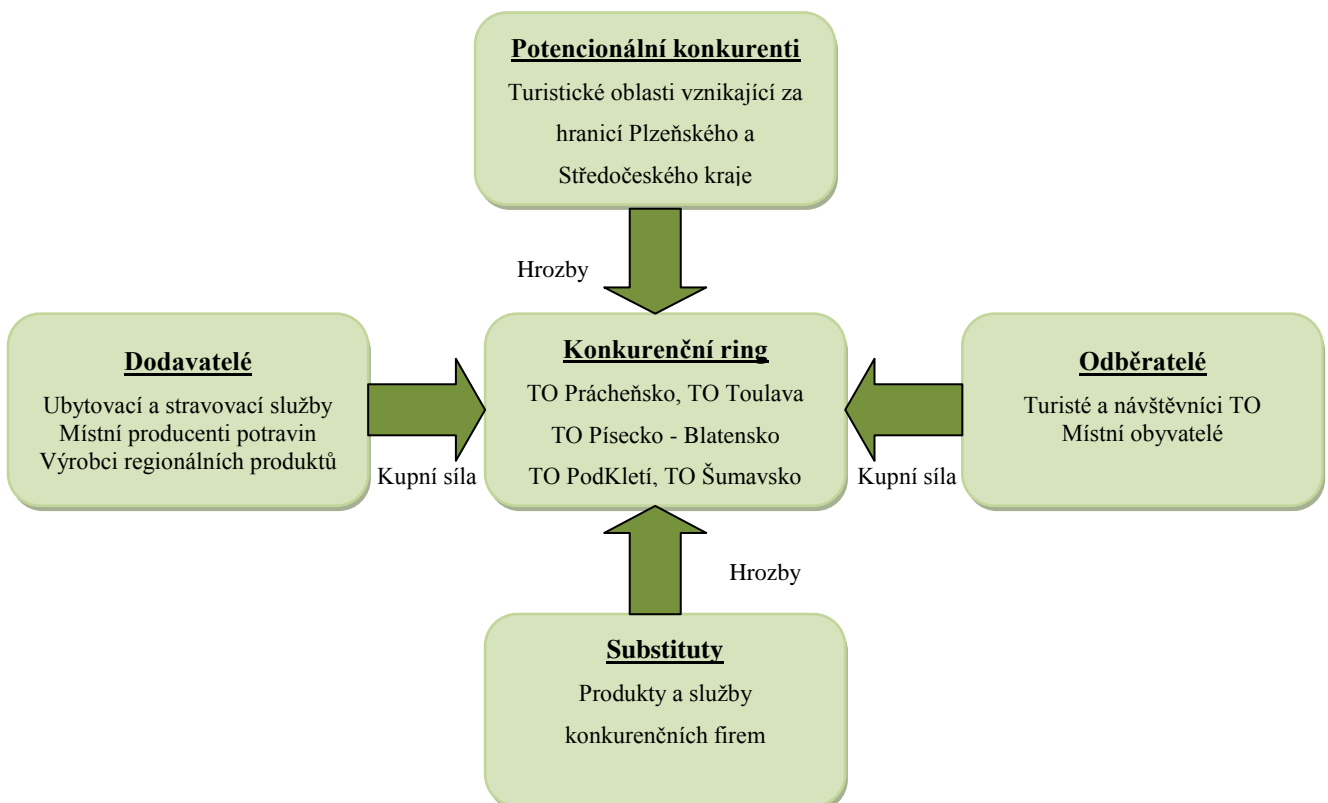 Potencionální konkurenti
Turistické oblasti vznikající za
hranicí Plzeňského a
Středočeského kraje
Hrozby
Dodavatelé
Ubytovací a stravovací služby
Místní producenti potravin
Výrobci regionálních produktů
Kupní síla
Konkurenční ring
TO Prácheňsko, TO Toulava
TO Písecko - Blatensko
TO PodKletí, TO Šumavsko
Kupní síla
Odběratelé
Turisté a návštěvníci TO
Místní obyvatelé
Hrozby
Substituty
Produkty a služby
konkurenčních firem